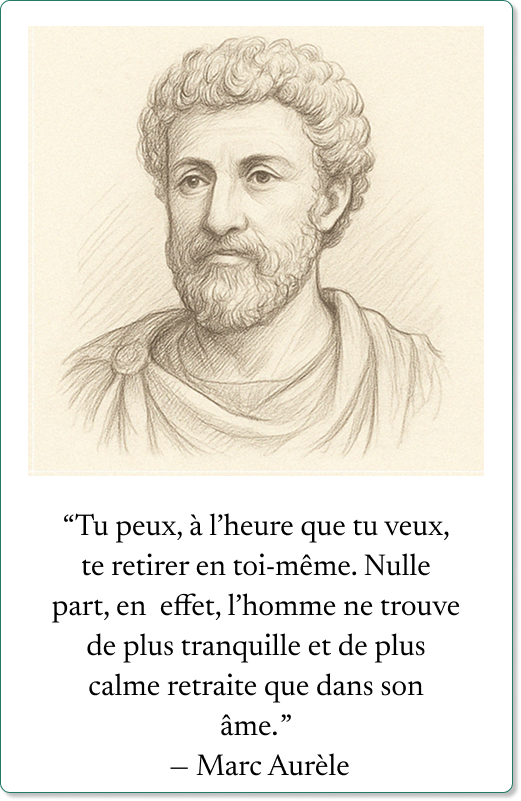 “Tu peux, à l’heure que tu veux,
te retirer en toi-même. Nulle
part, en  effet, l’homme ne trouve
de plus tranquille et de plus
calme retraite que dans son
âme.”
– Marc Aurèle